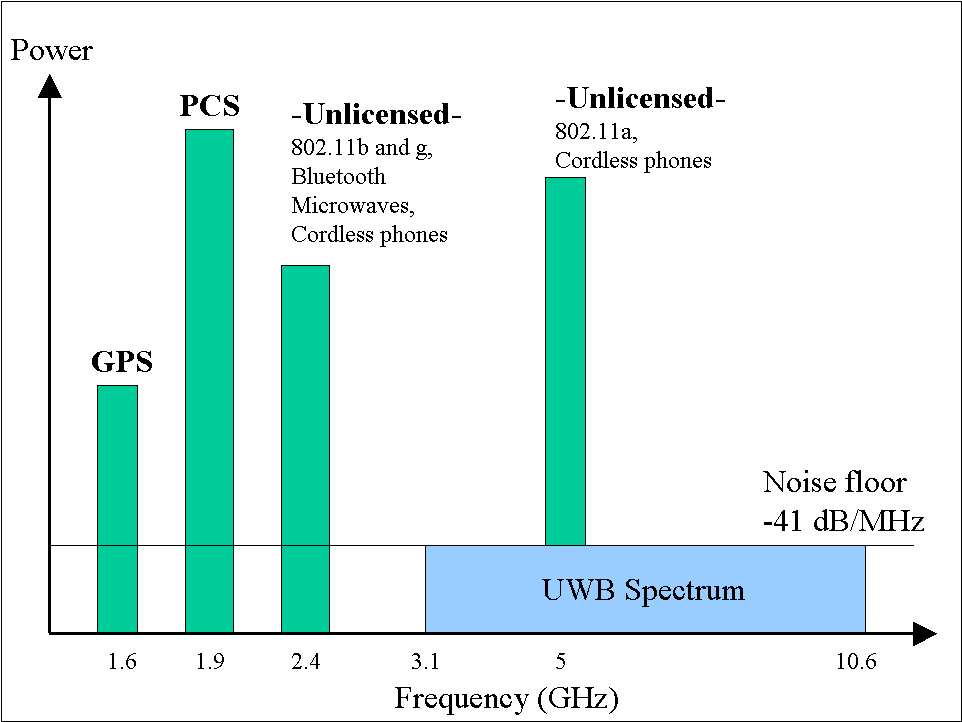 Power
PCS
-Unlicensed-
802.11b and g,
Bluetooth
Microwaves,
Cordless phones
-Unlicensed-
802.11a,
Cordless phones
GPS
Noise floor
-41 dB/MHz
UWB Spectrum
1.6 1.9 2.4 3.1 5 10.6
Frequency (GHz)